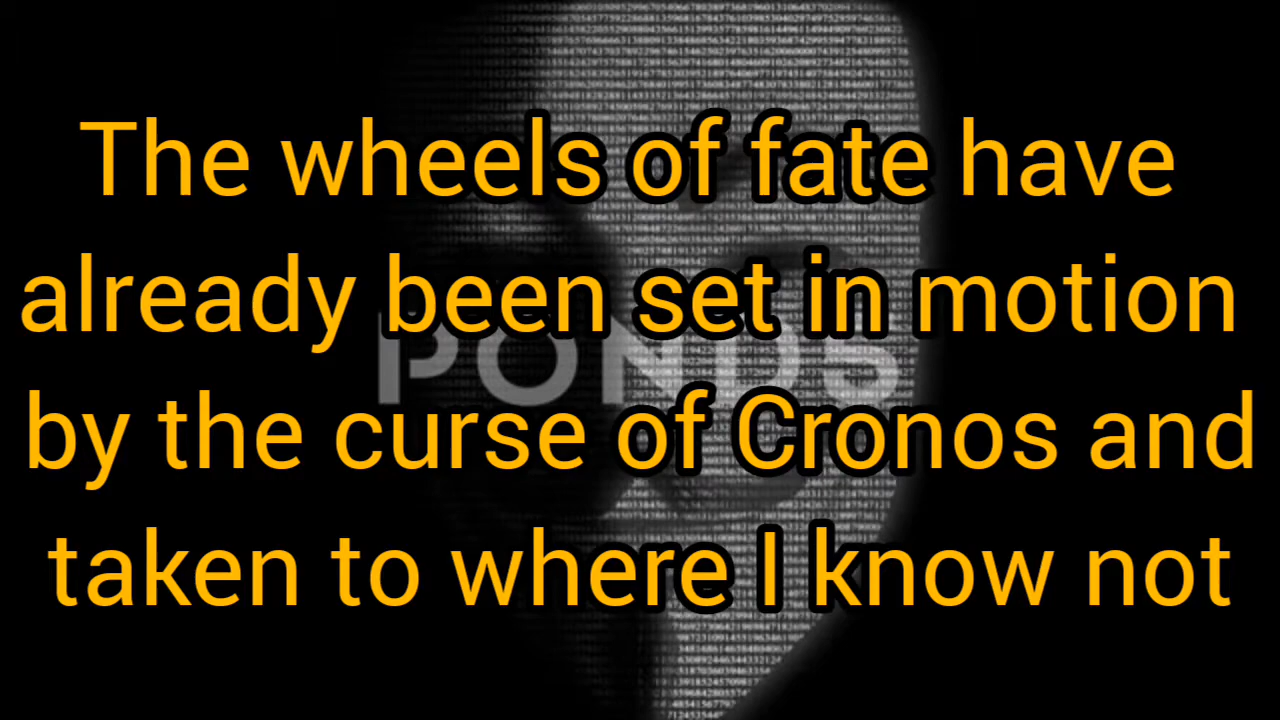 The wheels of fate have
already been set in motion
PONDS
by the curse of Cronos and
taken to where I know not